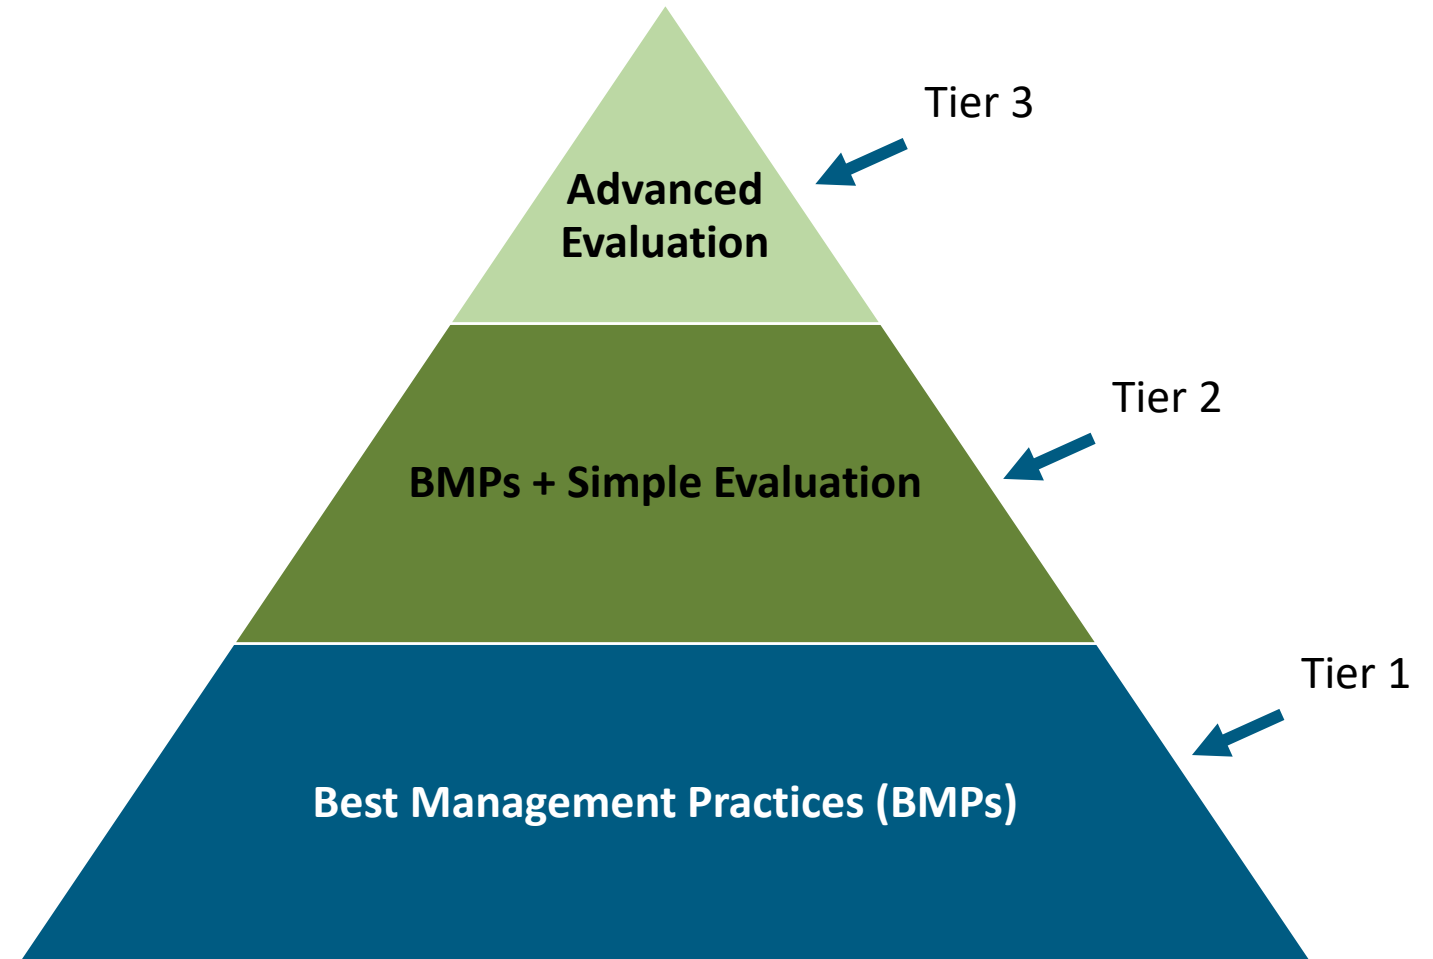 Tier 3
Advanced
Evaluation
Tier 2
BMPs + Simple Evaluation
Tier 1
Best Management Practices (BMPs)